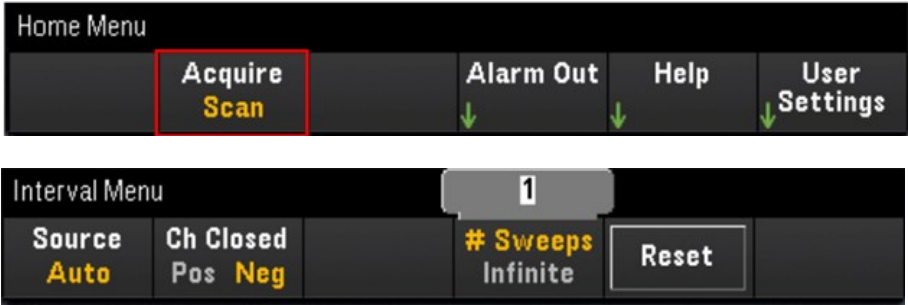 Home Menu
Acquire
Scan
Alarm Out
Help
User
Settings
Interval Menu
1
Source
Auto
Ch Closed
Pos Neg
# Sweeps
Infinite
Reset